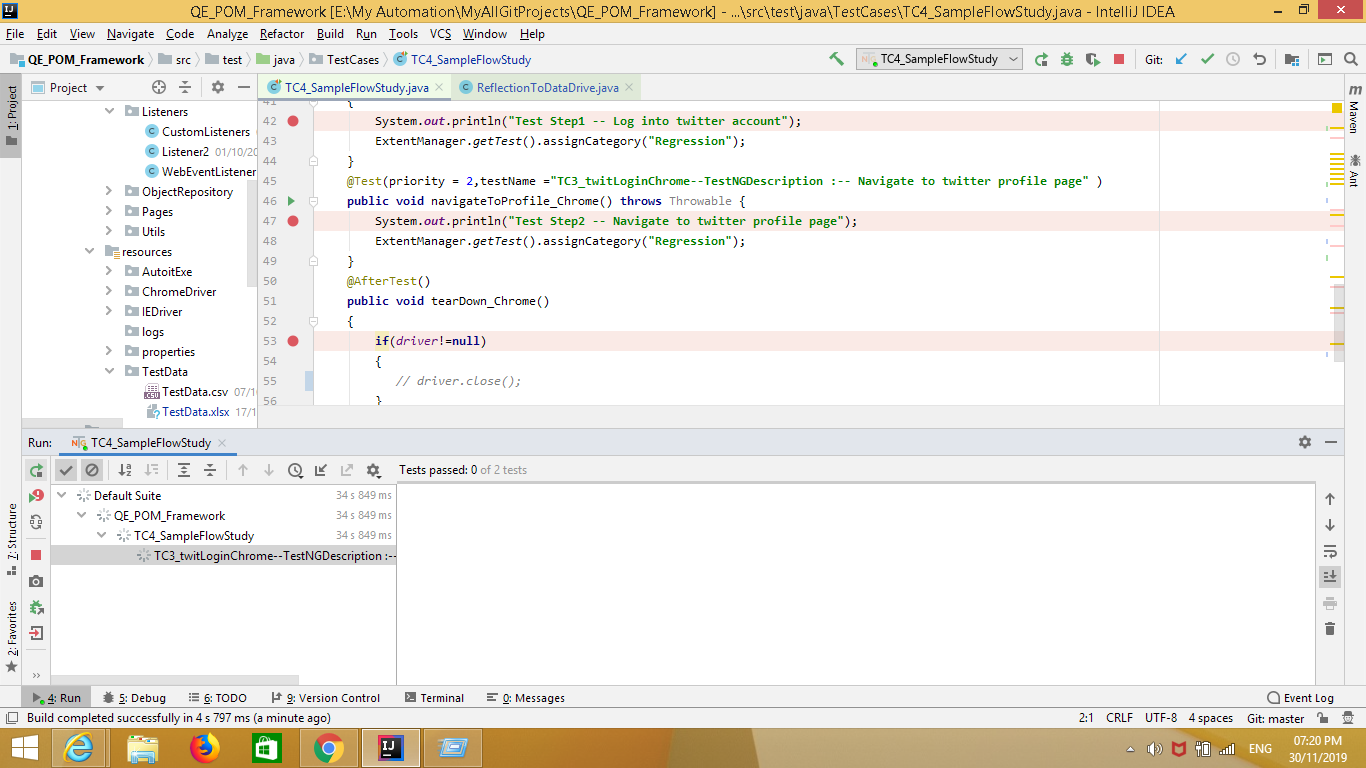 QE_POM_Framework [E:\My Automation\MyAllGitProjects\QE_POM_Framework] - ...\src\test\java\TestCases\TC4_SampleFlowStudy.java - IntelliJ IDEA
File Edit View Navigate Code Analyze Refactor Build Run Tools VCS Window Help
QE_POM_Framework src test java TestCases TC4_SampleFlowStudy
TC4_SampleFlowStudy Git:
1: Project
Project
Listeners
CustomListeners
Listener2 01/10/20
WebEventListener
ObjectRepository
Pages
Utils
resources
AutoitExe
ChromeDriver
IEDriver
logs
properties
TestData
TestData.csv 07/1
TestData.xlsx 17/1
TC4_SampleFlowStudy.java ReflectionToDataDrive.java
41 {
42 System.out.println("Test Step1 -- Log into twitter account");
43 ExtentManager.getTest().assignCategory("Regression");
44 }
45 @Test(priority = 2,testName ="TC3_twitLoginChrome--TestNGDescription :-- Navigate to twitter profile page" )
46 public void navigateToProfile_Chrome() throws Throwable {
47 System.out.println("Test Step2 -- Navigate to twitter profile page");
48 ExtentManager.getTest().assignCategory("Regression");
49 }
50 @AfterTest()
51 public void tearDown_Chrome()
52 {
53 if(driver!=null)
54 {
55 // driver.close();
56 }
Maven
Ant
Run: TC4_SampleFlowStudy
Tests passed: 0 of 2 tests
Default Suite 34 s 849 ms
QE_POM_Framework 34 s 849 ms
TC4_SampleFlowStudy 34 s 849 ms
TC3_twitLoginChrome--TestNGDescription :--
7: Structure
2: Favorites
4: Run 5: Debug 6: TODO 9: Version Control Terminal 0: Messages Event Log
Build completed successfully in 4 s 797 ms (a minute ago) 2:1 CRLF UTF-8 4 spaces Git: master
ENG 07:20 PM
30/11/2019